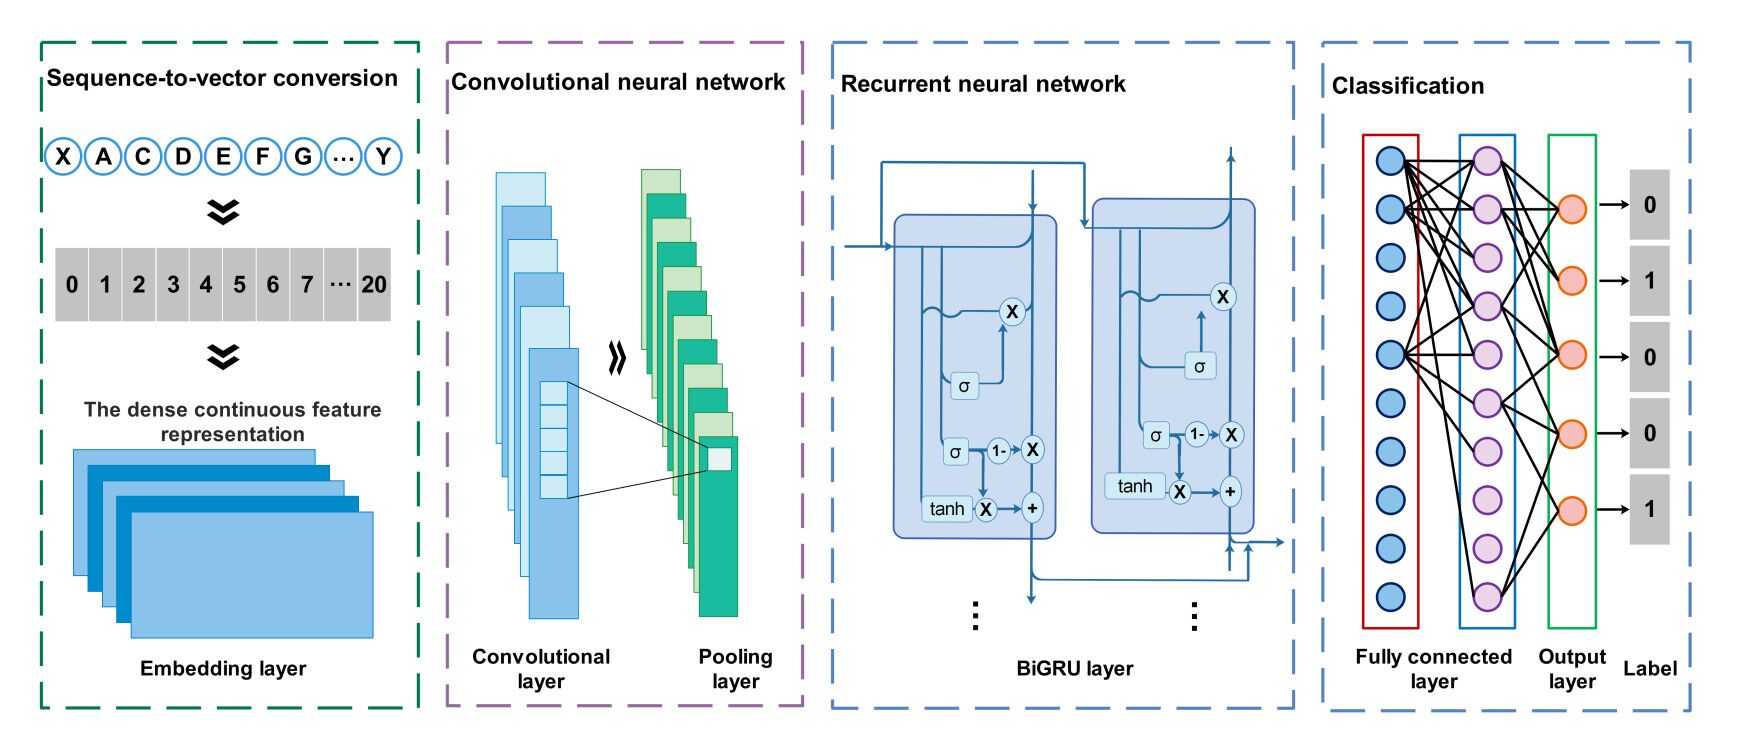 Sequence-to-vector conversion
X A C D E F G ... Y
0 1 2 3 4 5 6 7 ... 20
The dense continuous feature
representation
Embedding layer
Convolutional neural network
Convolutional
layer
Pooling
layer
Recurrent neural network
X
σ
σ 1- X
tanh X +
X
σ
σ 1- X
tanh X +
⋮ ⋮
BiGRU layer
Classification
0
1
0
0
1
Fully connected
layer
Output
layer
Label